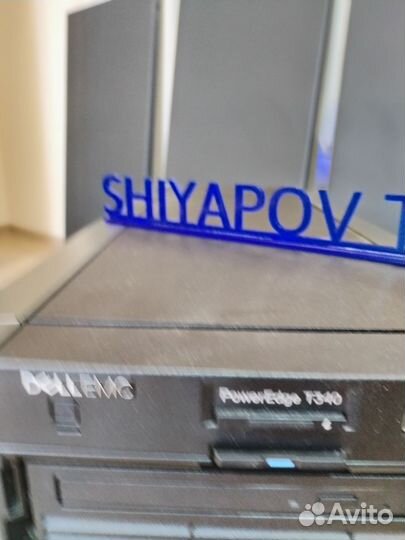 SHIYAPOV T
DELLEMC
PowerEdge T340
Avito